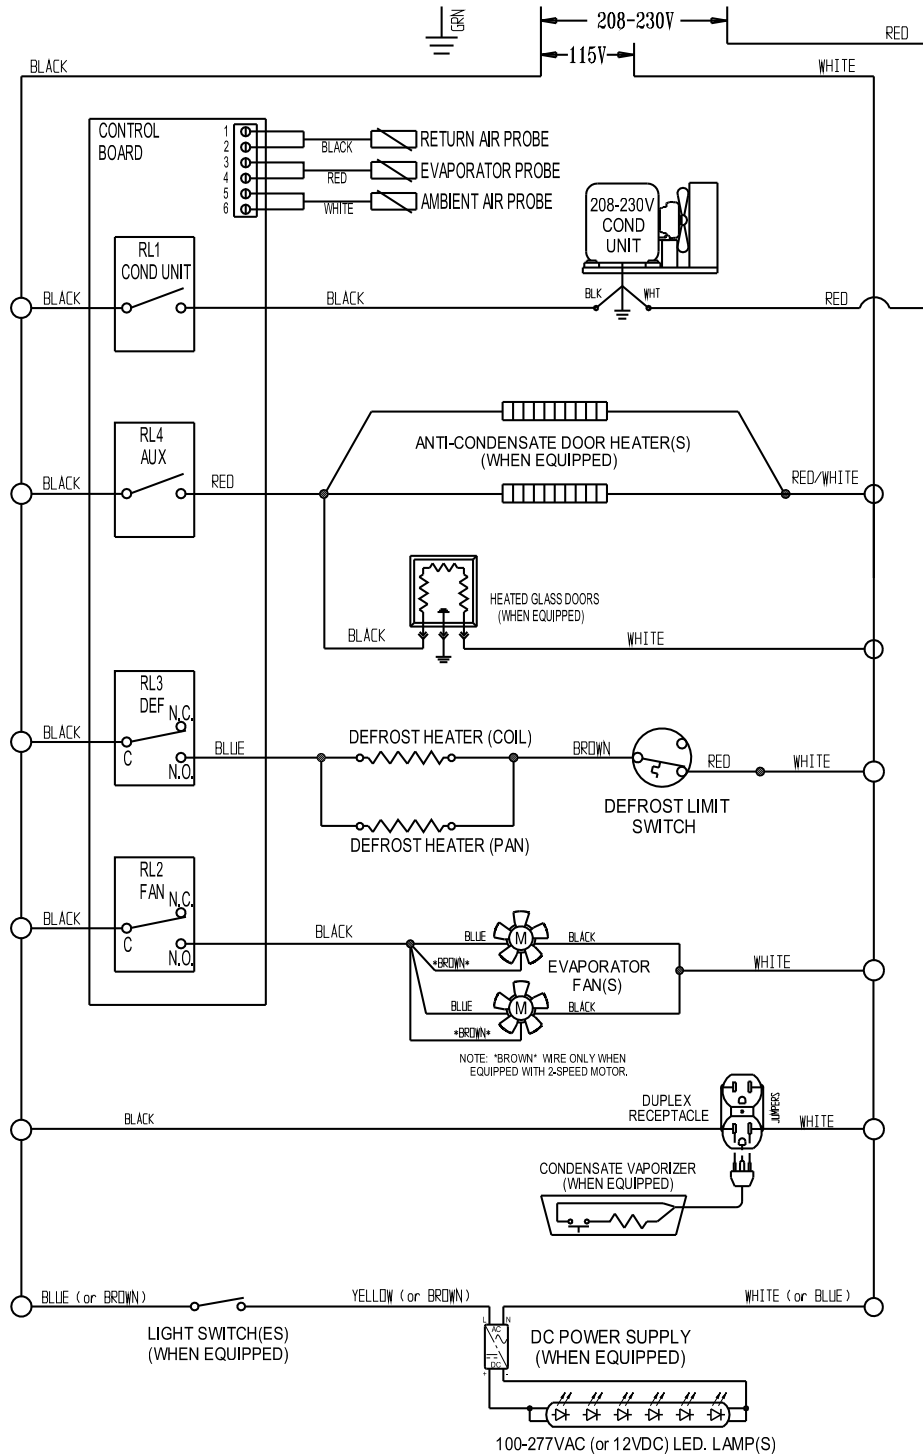 GRN
208-230V
RED
115V
BLACK
WHITE
CONTROL
BOARD
1
2
3
4
5
6
BLACK
RETURN AIR PROBE
RED
EVAPORATOR PROBE
WHITE
AMBIENT AIR PROBE
208-230V
COND
UNIT
RL1
COND UNIT
BLACK
BLACK
BLK
WHT
RED
RL4
AUX
BLACK
RED
ANTI-CONDENSATE DOOR HEATER(S)
(WHEN EQUIPPED)
RED/WHITE
HEATED GLASS DOORS
(WHEN EQUIPPED)
BLACK
WHITE
RL3
DEF
N.C.
C
N.O.
BLACK
BLUE
DEFROST HEATER (COIL)
BROWN
RED
WHITE
DEFROST LIMIT
SWITCH
DEFROST HEATER (PAN)
RL2
FAN
N.C.
C
N.O.
BLACK
BLACK
BLUE
M
BLACK
*BROWN*
EVAPORATOR
FAN(S)
WHITE
BLUE
M
BLACK
*BROWN*
NOTE: *BROWN* WIRE ONLY WHEN
EQUIPPED WITH 2-SPEED MOTOR.
BLACK
DUPLEX
RECEPTACLE
JUMPERS
WHITE
CONDENSATE VAPORIZER
(WHEN EQUIPPED)
BLUE (or BROWN)
YELLOW (or BROWN)
WHITE (or BLUE)
LIGHT SWITCH(ES)
(WHEN EQUIPPED)
L
N
AC
DC
+
-
DC POWER SUPPLY
(WHEN EQUIPPED)
100-277VAC (or 12VDC) LED. LAMP(S)